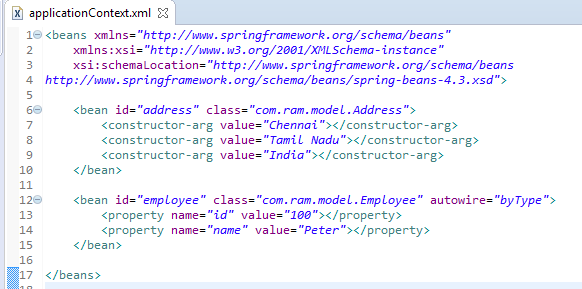 applicationContext.xml
1 <beans xmlns="http://www.springframework.org/schema/beans"
2 xmlns:xsi="http://www.w3.org/2001/XMLSchema-instance"
3 xsi:schemaLocation="http://www.springframework.org/schema/beans
4 http://www.springframework.org/schema/beans/spring-beans-4.3.xsd">
5
6 <bean id="address" class="com.ram.model.Address">
7 <constructor-arg value="Chennai"></constructor-arg>
8 <constructor-arg value="Tamil Nadu"></constructor-arg>
9 <constructor-arg value="India"></constructor-arg>
10 </bean>
11
12 <bean id="employee" class="com.ram.model.Employee" autowire="byType">
13 <property name="id" value="100"></property>
14 <property name="name" value="Peter"></property>
15 </bean>
16
17 </beans>
18